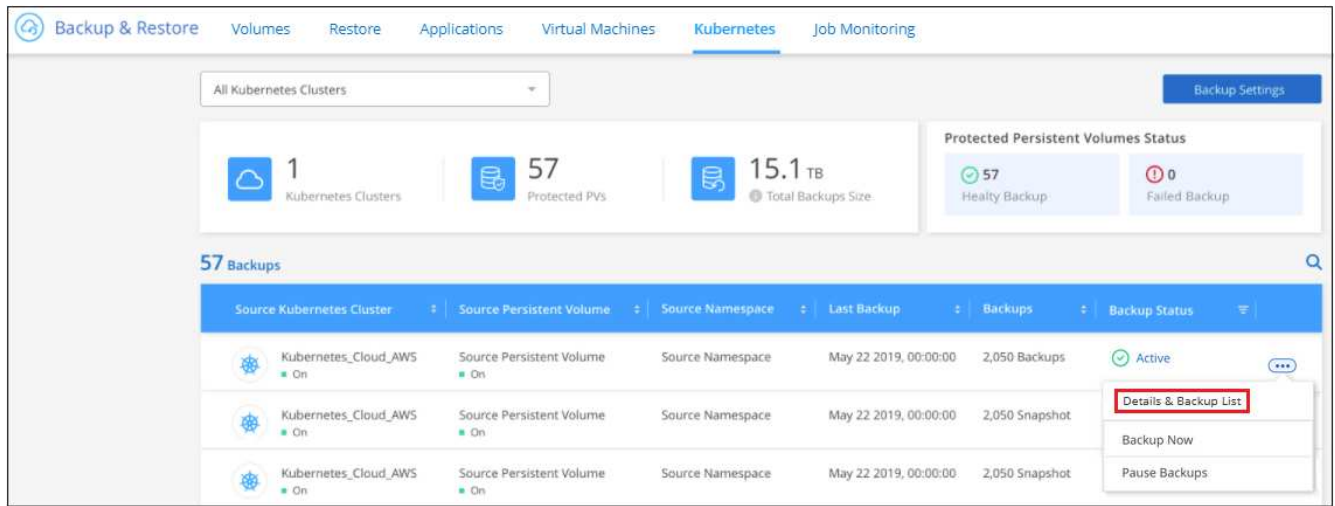 Backup & Restore Volumes Restore Applications Virtual Machines Kubernetes Job Monitoring
All Kubernetes Clusters
Backup Settings
1
Kubernetes Clusters
57
Protected PVs
15.1 TB
Total Backups Size
Protected Persistent Volumes Status
57
Healty Backup
0
Failed Backup
57 Backups
Source Kubernetes Cluster Source Persistent Volume Source Namespace Last Backup Backups Backup Status
Kubernetes_Cloud_AWS Source Persistent Volume Source Namespace May 22 2019, 00:00:00 2,050 Backups Active
On On
Details & Backup List
Kubernetes_Cloud_AWS Source Persistent Volume Source Namespace May 22 2019, 00:00:00 2,050 Snapshot
On On
Backup Now
Kubernetes_Cloud_AWS Source Persistent Volume Source Namespace May 22 2019, 00:00:00 2,050 Snapshot Pause Backups
On On